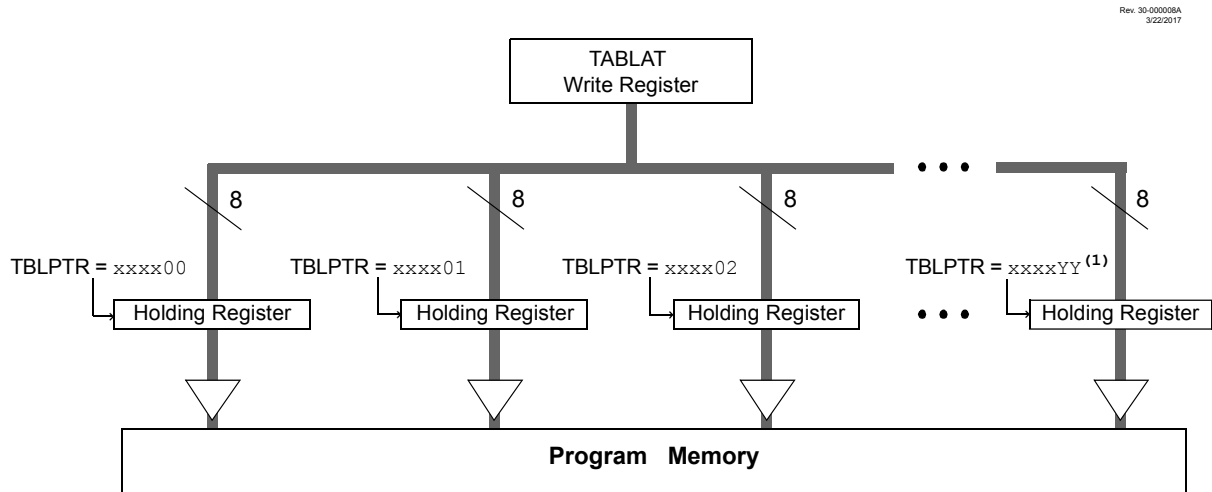 Rev. 30-000008A
3/22/2017
TABLAT
Write Register
8 8 8 8
TBLPTR = xxxx00 TBLPTR = xxxx01 TBLPTR = xxxx02 TBLPTR = xxxxYY(1)
Holding Register Holding Register Holding Register Holding Register
Program Memory